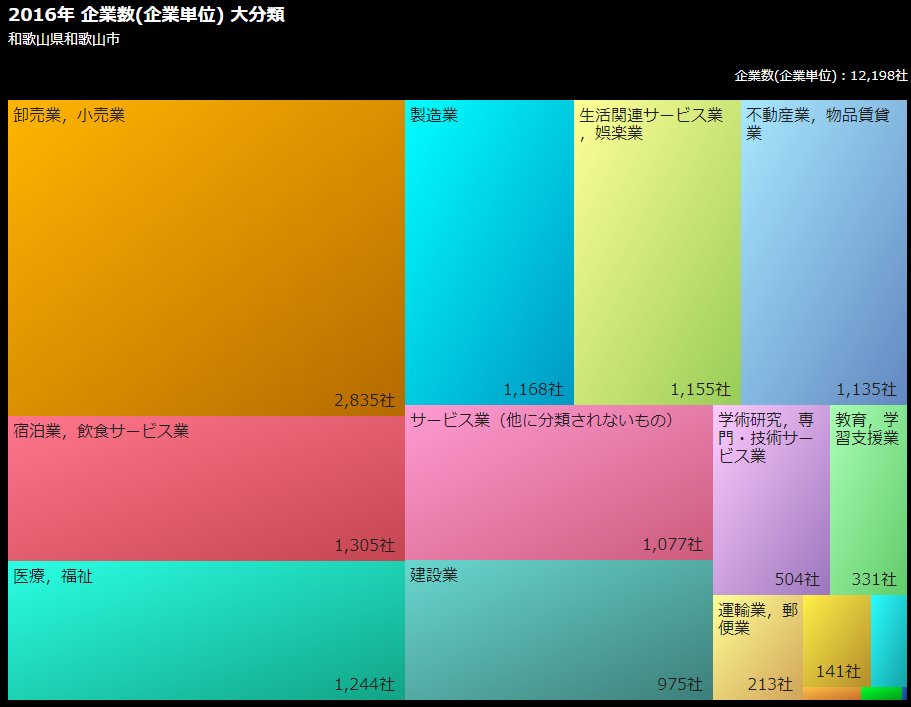 2016年 企業数(企業単位) 大分類
和歌山県和歌山市
企業数(企業単位) : 12,198社
卸売業，小売業
2,835社
製造業
1,168社
生活関連サービス業
，娯楽業
1,155社
不動産業，物品賃貸
業
1,135社
宿泊業，飲食サービス業
1,305社
サービス業（他に分類されないもの）
1,077社
学術研究，専
門・技術サー
ビス業
504社
教育，学
習支援業
331社
医療，福祉
1,244社
建設業
975社
運輸業，郵
便業
213社
141社